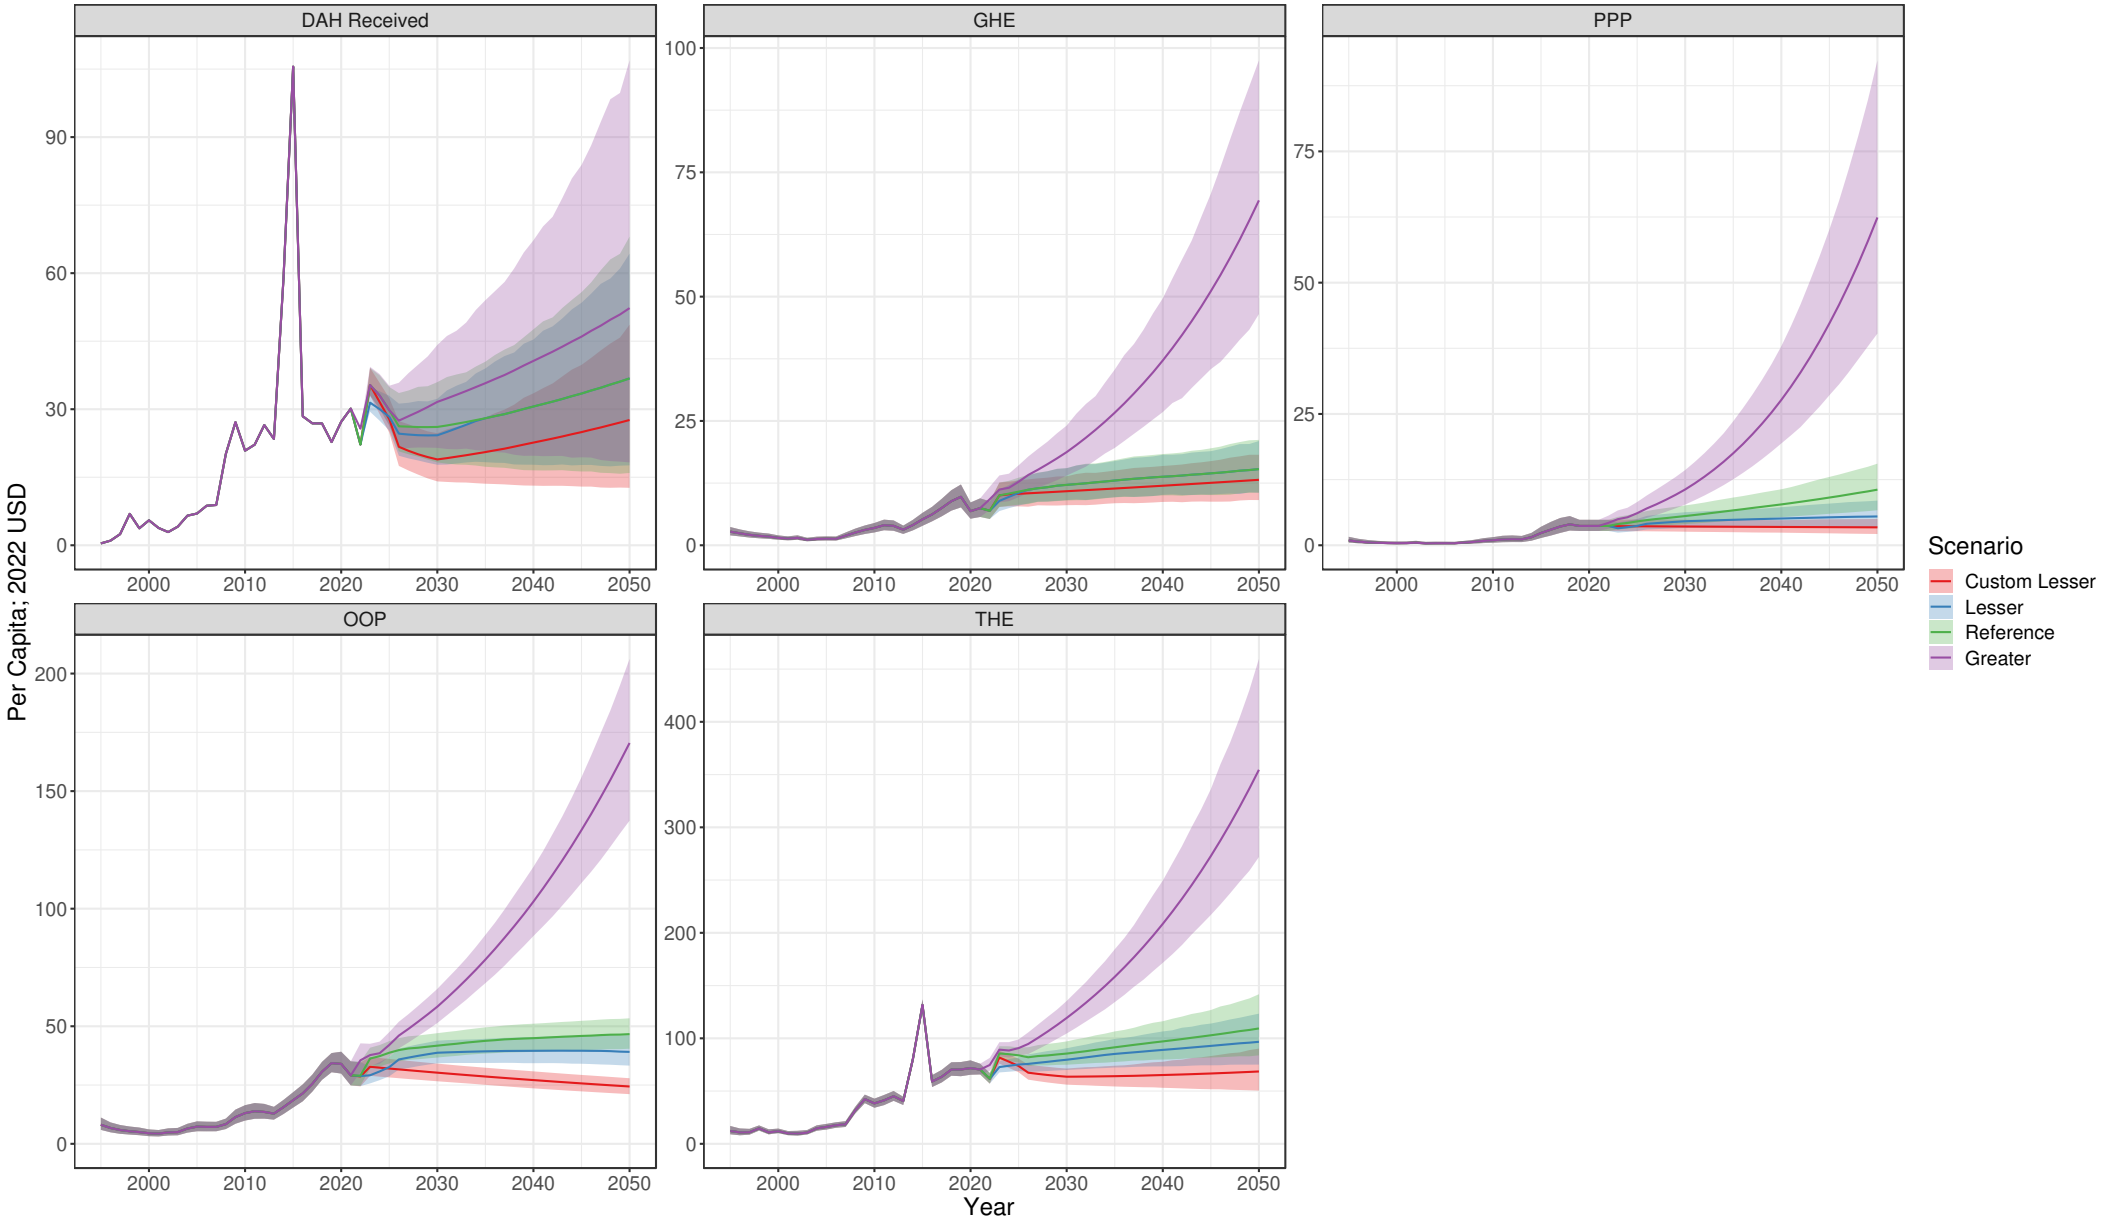 DAH Received
GHE
PPP
90
60
30
0
100
75
50
25
0
75
50
25
0
2000 2010 2020 2030 2040 2050
2000 2010 2020 2030 2040 2050
2000 2010 2020 2030 2040 2050
OOP
THE
200
150
100
50
0
400
300
200
100
0
2000 2010 2020 2030 2040 2050
2000 2010 2020 2030 2040 2050
Per Capita; 2022 USD
Year
Scenario
Custom Lesser
Lesser
Reference
Greater